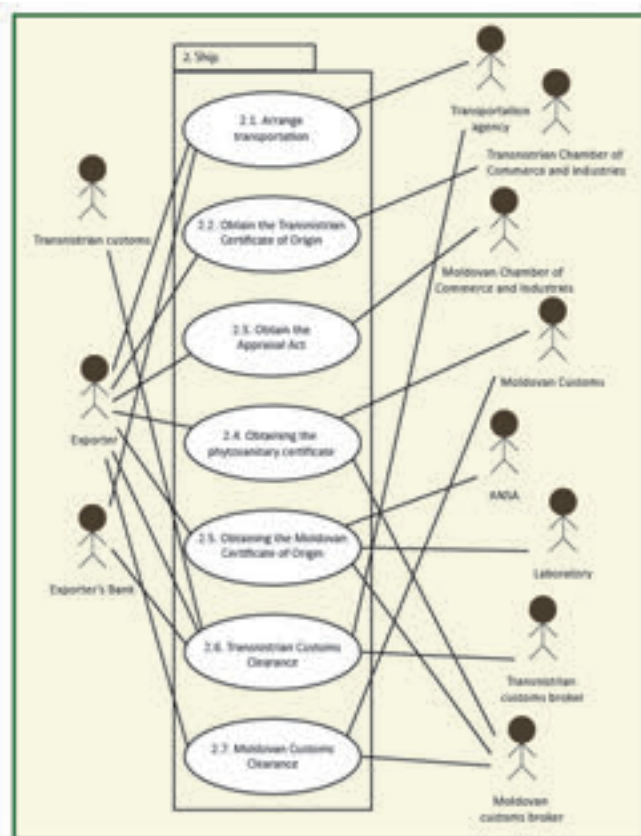 2. Ship
2.1. Arrange
transportation
2.2. Obtain the Transnistrian
Certificate of Origin
2.3. Obtain the
Appraisal Act
2.4. Obtaining the
phytosanitary certificate
2.5. Obtaining the Moldovan
Certificate of Origin
2.6. Transnistrian Customs
Clearance
2.7. Moldovan Customs
Clearance
Transnistrian customs
Exporter
Exporter's Bank
Transportation
agency
Transnistrian Chamber of
Commerce and Industries
Moldovan Chamber of
Commerce and Industries
Moldovan Customs
ANSA
Laboratory
Transnistrian
customs broker
Moldovan
customs broker